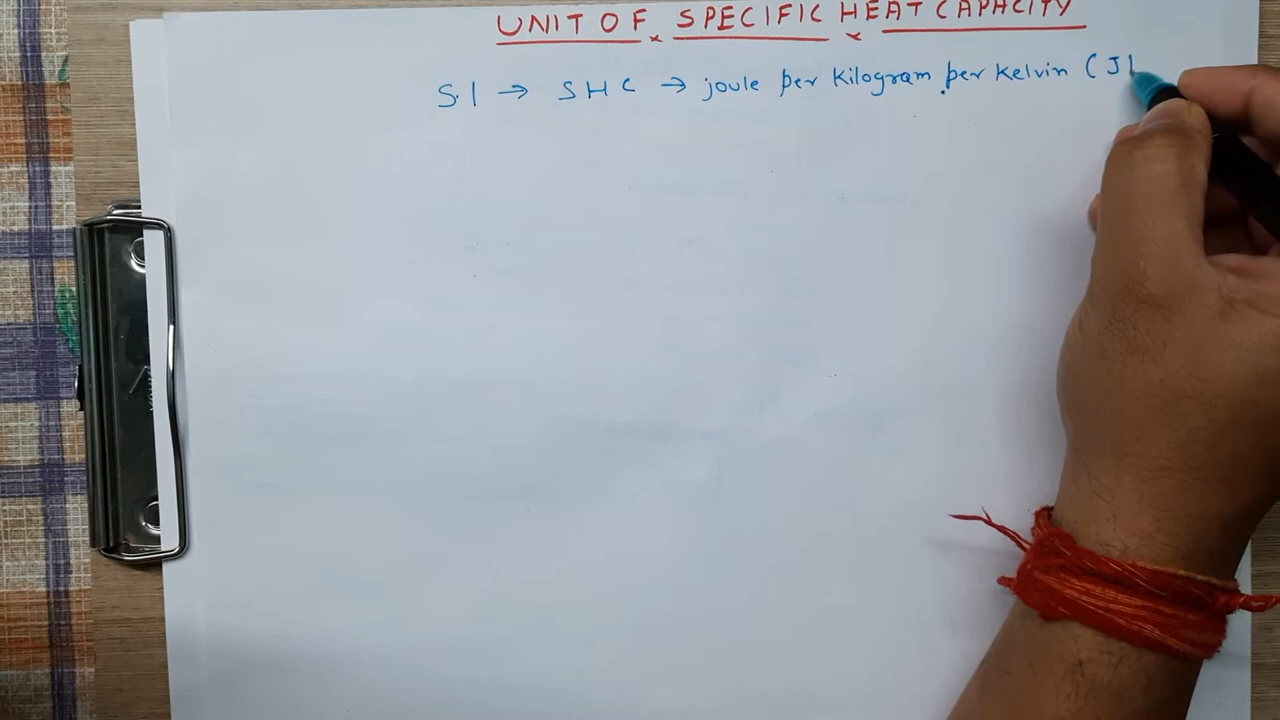 UNIT OF SPECIFIC HEAT CAPACITY
S.I → SHC → joule per Kilogram per Kelvin ( J